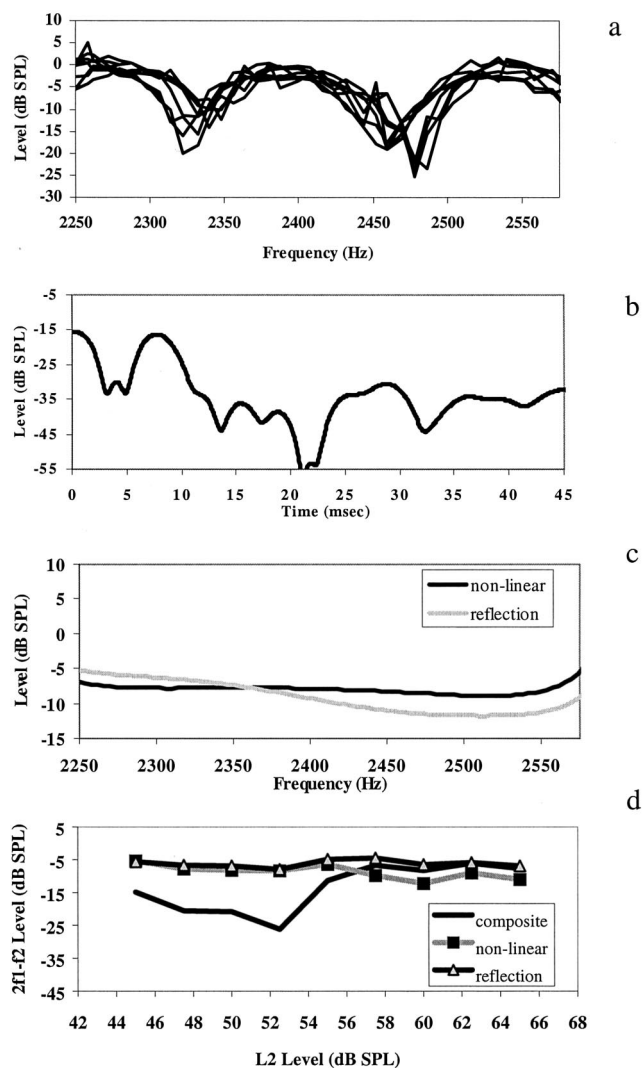 a
10
5
0
-5
-10
-15
-20
-25
-30
Level (dB SPL)
2250 2300 2350 2400 2450 2500 2550
Frequency (Hz)
b
-5
-15
-25
-35
-45
-55
Level (dB SPL)
0 5 10 15 20 25 30 35 40 45
Time (msec)
c
10
5
0
-5
-10
-15
Level (dB SPL)
non-linear
reflection
2250 2300 2350 2400 2450 2500 2550
Frequency (Hz)
d
5
-5
-15
-25
-35
-45
2f1-f2 Level (dB SPL)
composite
non-linear
reflection
42 44 46 48 50 52 54 56 58 60 62 64 66 68
L2 Level (dB SPL)